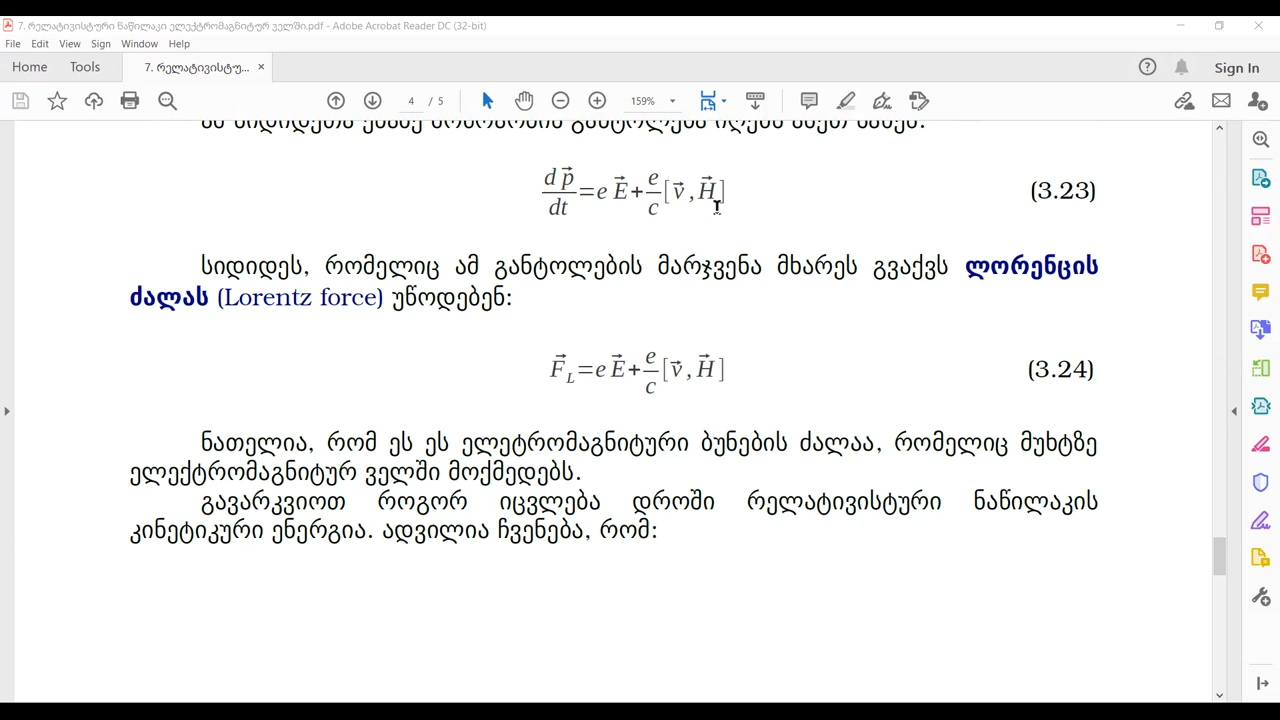 7. რელატივისტური ნაწილაკი ელექტრომაგნიტურ ველში.pdf - Adobe Acrobat Reader DC (32-bit)
File Edit View Sign Window Help
Home Tools 7. რელატივისტუ... × Sign In
4 / 5 159%
ამ სიდიდეთა
d p⃗/dt = e E⃗ + e/c [v⃗, H⃗] (3.23)
სიდიდეს, რომელიც ამ განტოლების მარჯვენა მხარეს გვაქვს ლორენცის
ძალას (Lorentz force) უწოდებენ:
F⃗_L = e E⃗ + e/c [v⃗, H⃗] (3.24)
ნათელია, რომ ეს ეს ელეტრომაგნიტური ბუნების ძალაა, რომელიც მუხტზე
ელექტრომაგნიტურ ველში მოქმედებს.
გავარკვიოთ როგორ იცვლება დროში რელატივისტური ნაწილაკის
კინეტიკური ენერგია. ადვილია ჩვენება, რომ: